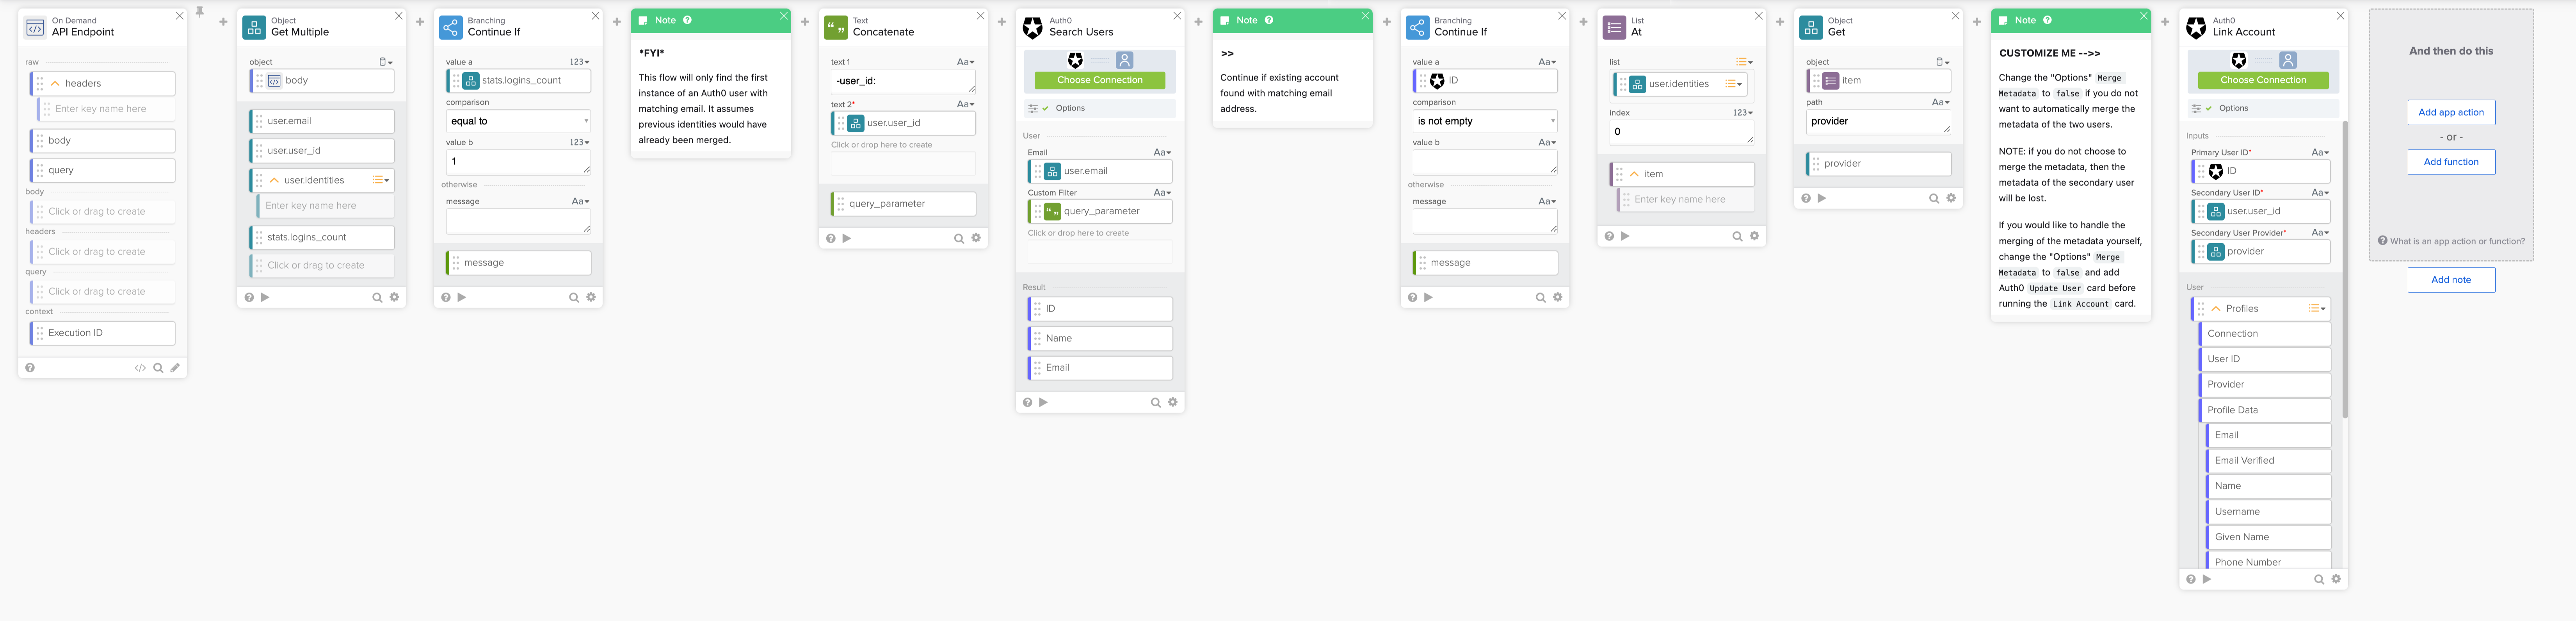 On Demand
API Endpoint
raw
headers
Enter key name here
body
query
body
Click or drag to create
headers
Click or drag to create
query
Click or drag to create
context
Execution ID
Object
Get Multiple
object
body
user.email
user.user_id
user.identities
Enter key name here
stats.logins_count
Click or drag to create
Branching
Continue If
value a
123
stats.logins_count
comparison
equal to
value b
123
1
otherwise
message
Aa
message
Note
*FYI*
This flow will only find the first
instance of an Auth0 user with
matching email. It assumes
previous identities would have
already been merged.
Text
Concatenate
text 1
Aa
-user_id:
text 2*
Aa
user.user_id
Click or drop here to create
query_parameter
Auth0
Search Users
Choose Connection
Options
User
Email
Aa
user.email
Custom Filter
Aa
query_parameter
Click or drop here to create
Result
ID
Name
Email
Note
>>
Continue if existing account
found with matching email
address.
Branching
Continue If
value a
Aa
ID
comparison
is not empty
value b
Aa
otherwise
message
Aa
message
List
At
list
user.identities
index
123
0
item
Enter key name here
Object
Get
object
item
path
Aa
provider
provider
Note
CUSTOMIZE ME -->>
Change the "Options" Merge
Metadata to false if you do not
want to automatically merge the
metadata of the two users.
NOTE: if you do not choose to
merge the metadata, then the
metadata of the secondary user
will be lost.
If you would like to handle the
merging of the metadata yourself,
change the "Options" Merge
Metadata to false and add
Auth0 Update User card before
running the Link Account card.
Auth0
Link Account
Choose Connection
Options
Inputs
Primary User ID*
Aa
ID
Secondary User ID*
Aa
user.user_id
Secondary User Provider*
Aa
provider
User
Profiles
Connection
User ID
Provider
Profile Data
Email
Email Verified
Name
Username
Given Name
Phone Number
And then do this
Add app action
- or -
Add function
What is an app action or function?
Add note